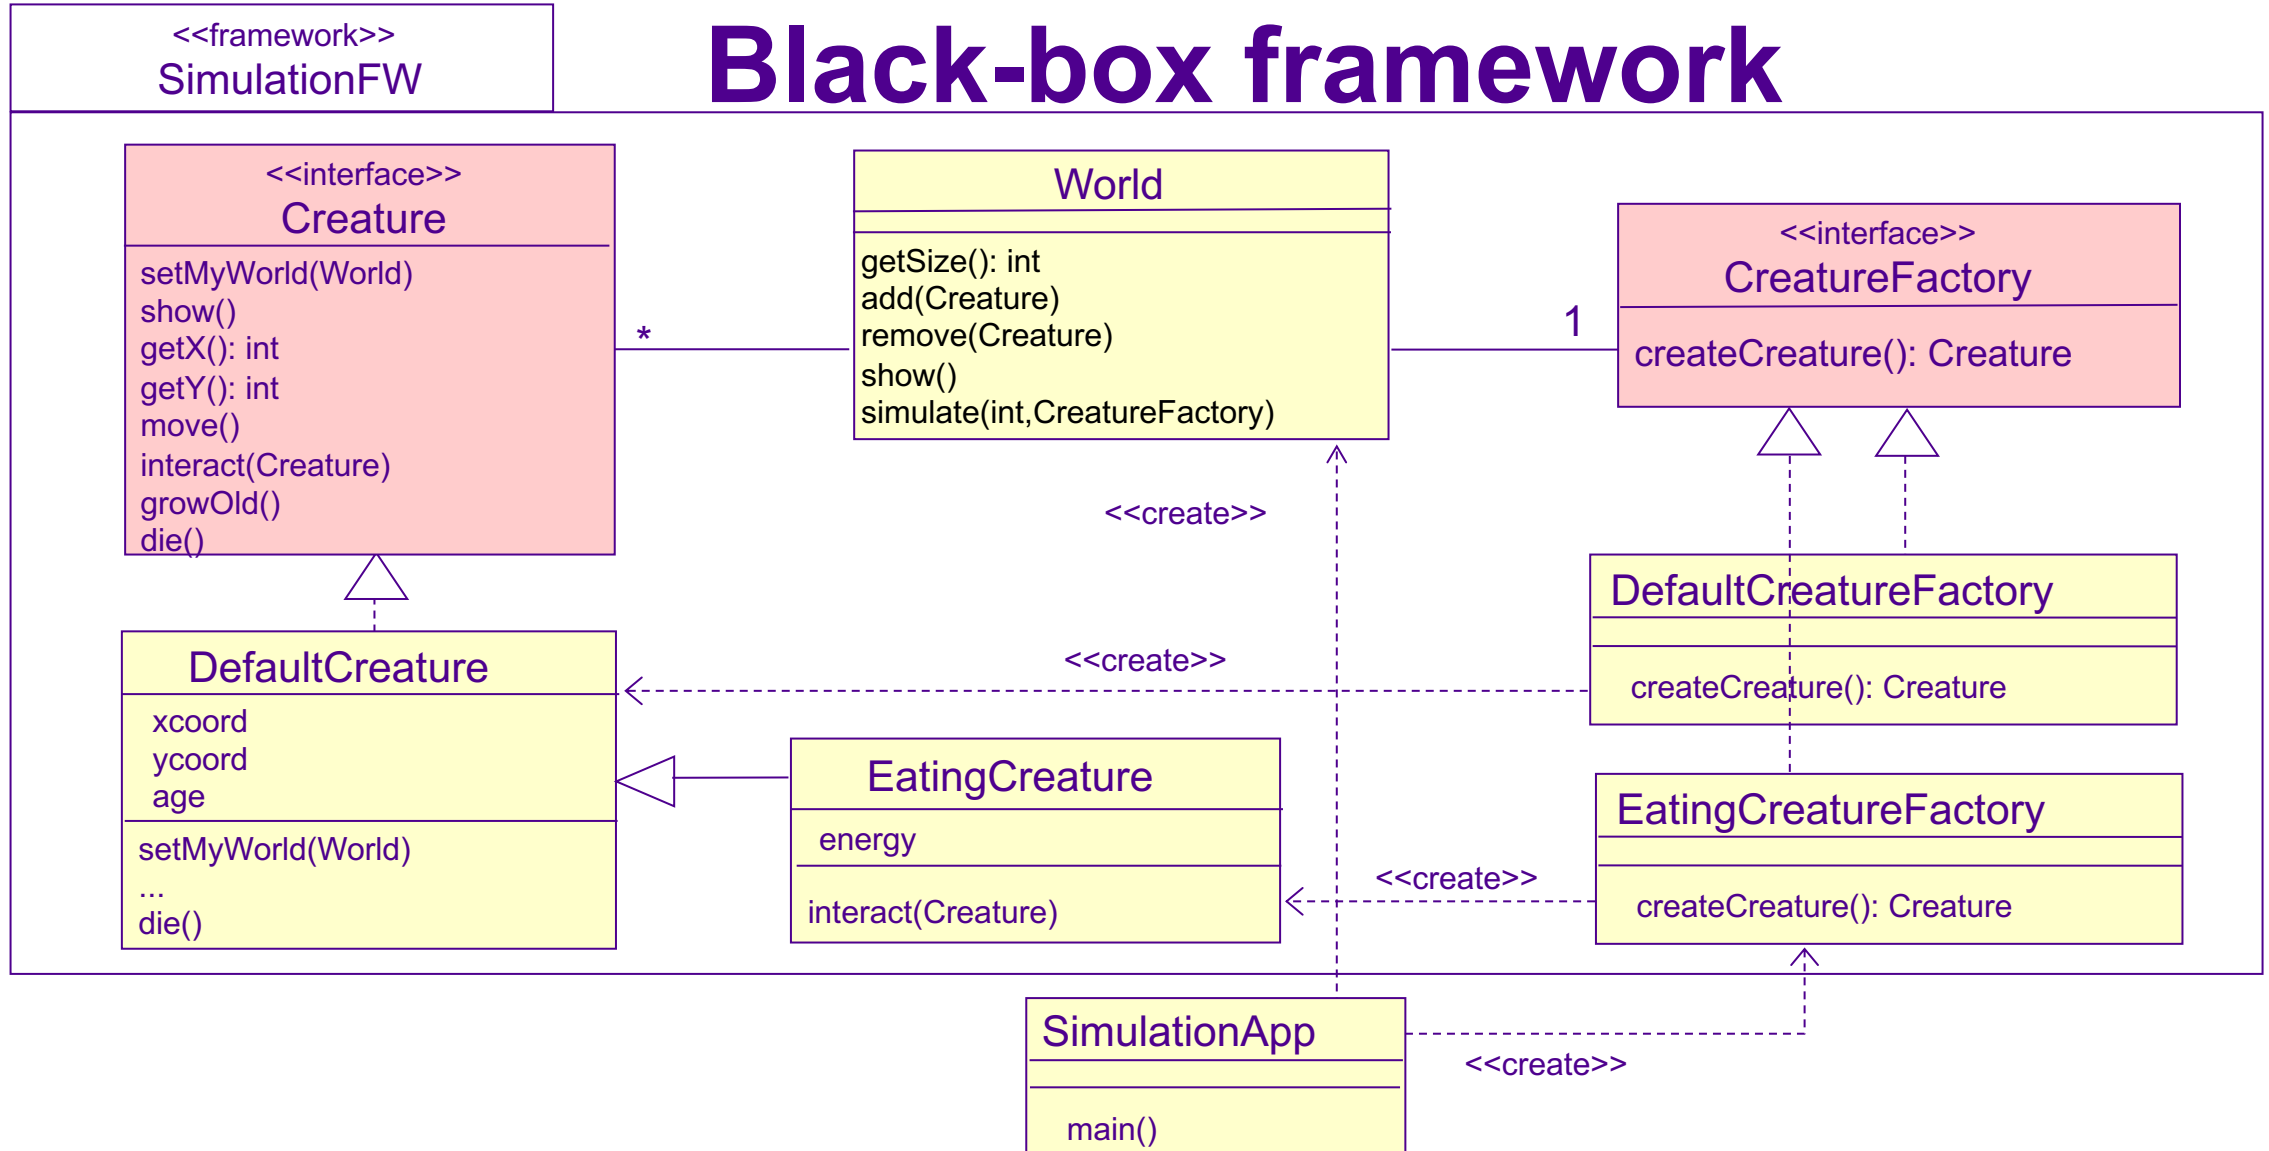 <<framework>>
SimulationFW
Black-box framework
<<interface>>
Creature
setMyWorld(World)
show()
getX(): int
getY(): int
move()
interact(Creature)
growOld()
die()
*
World
getSize(): int
add(Creature)
remove(Creature)
show()
simulate(int,CreatureFactory)
1
<<interface>>
CreatureFactory
createCreature(): Creature
<<create>>
DefaultCreatureFactory
createCreature(): Creature
<<create>>
DefaultCreature
xcoord
ycoord
age
setMyWorld(World)
...
die()
EatingCreature
energy
interact(Creature)
<<create>>
EatingCreatureFactory
createCreature(): Creature
SimulationApp
main()
<<create>>